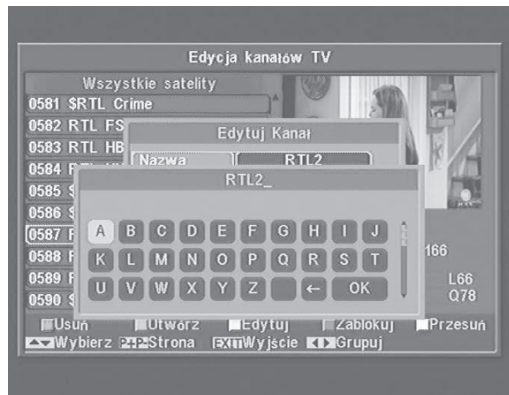 Edycja kanałów TV
Wszystkie satelity
0581 $RTL Crime
0582 RTL FS
0583 RTL HB
Edytuj Kanał
0584
Nazwa RTL2
RTL2_
0585 $
0586 $
0587
A B C D E F G H I J
0588
166
K L M N O P Q R S T
0589
L66
U V W X Y Z ← OK
0590 $
Q78
Usuń Utwórz Edytuj Zablokuj Przesuń
Wybierz P+P- Strona EXIT Wyjście Grupuj